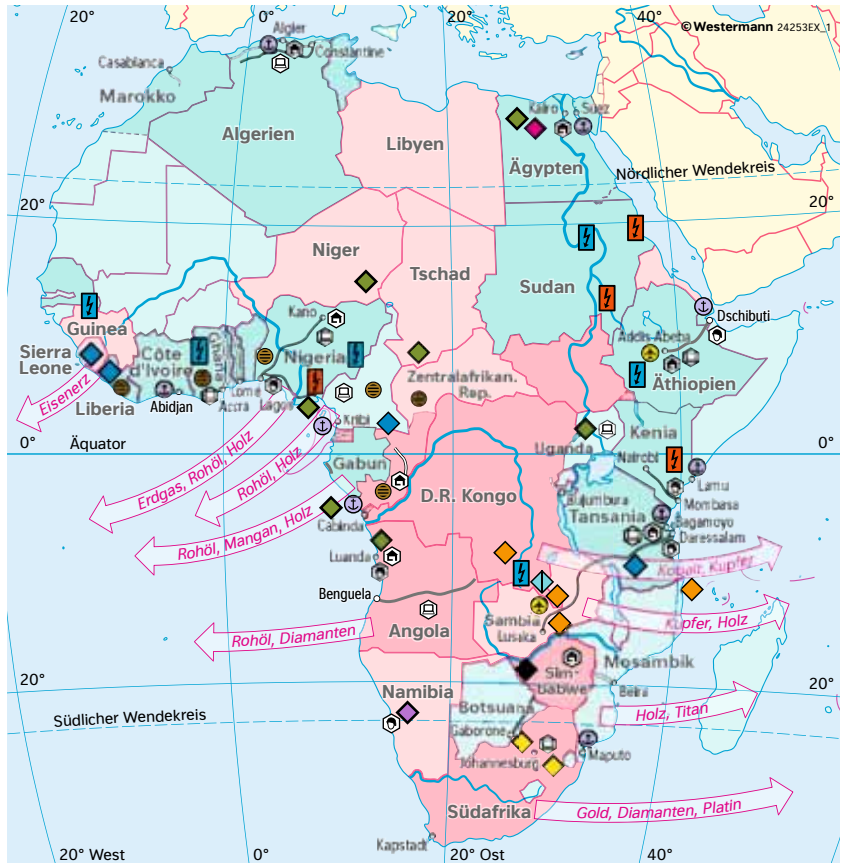 20°
0°
20°
40°
© Westermann 24253EX_1
Algier
Constantine
Casablanca
Marokko
Algerien
Libyen
Kairo
Suez
Ägypten
Nördlicher Wendekreis
20°
20°
Niger
Tschad
Sudan
Kano
Dschibuti
Guinea
Addis-Abeba
Sierra
Leone
Côte
d'Ivoire
Ghana
Nigeria
Äthiopien
Zentralafrikan.
Rep.
Eisenerz
Liberia
Abidjan
Accra
Lomé
Lagos
Kribi
Kenia
Uganda
0°
Äquator
0°
Nairobi
Gabun
Erdgas, Rohöl, Holz
Rohöl, Holz
D.R. Kongo
Lamu
Bujumbura
Mombasa
Tansania
Bagamoyo
Daressalam
Cabinda
Rohöl, Mangan, Holz
Luanda
Kobalt, Kupfer
Benguela
Sambia
Lusaka
Kupfer, Holz
Angola
Rohöl, Diamanten
Sim-
babwe
Mosambik
20°
Namibia
Beira
20°
Botsuana
Holz, Titan
Südlicher Wendekreis
Gaborone
Johannesburg
Maputo
Südafrika
Gold, Diamanten, Platin
Kapstadt
20° West
0°
20° Ost
40°